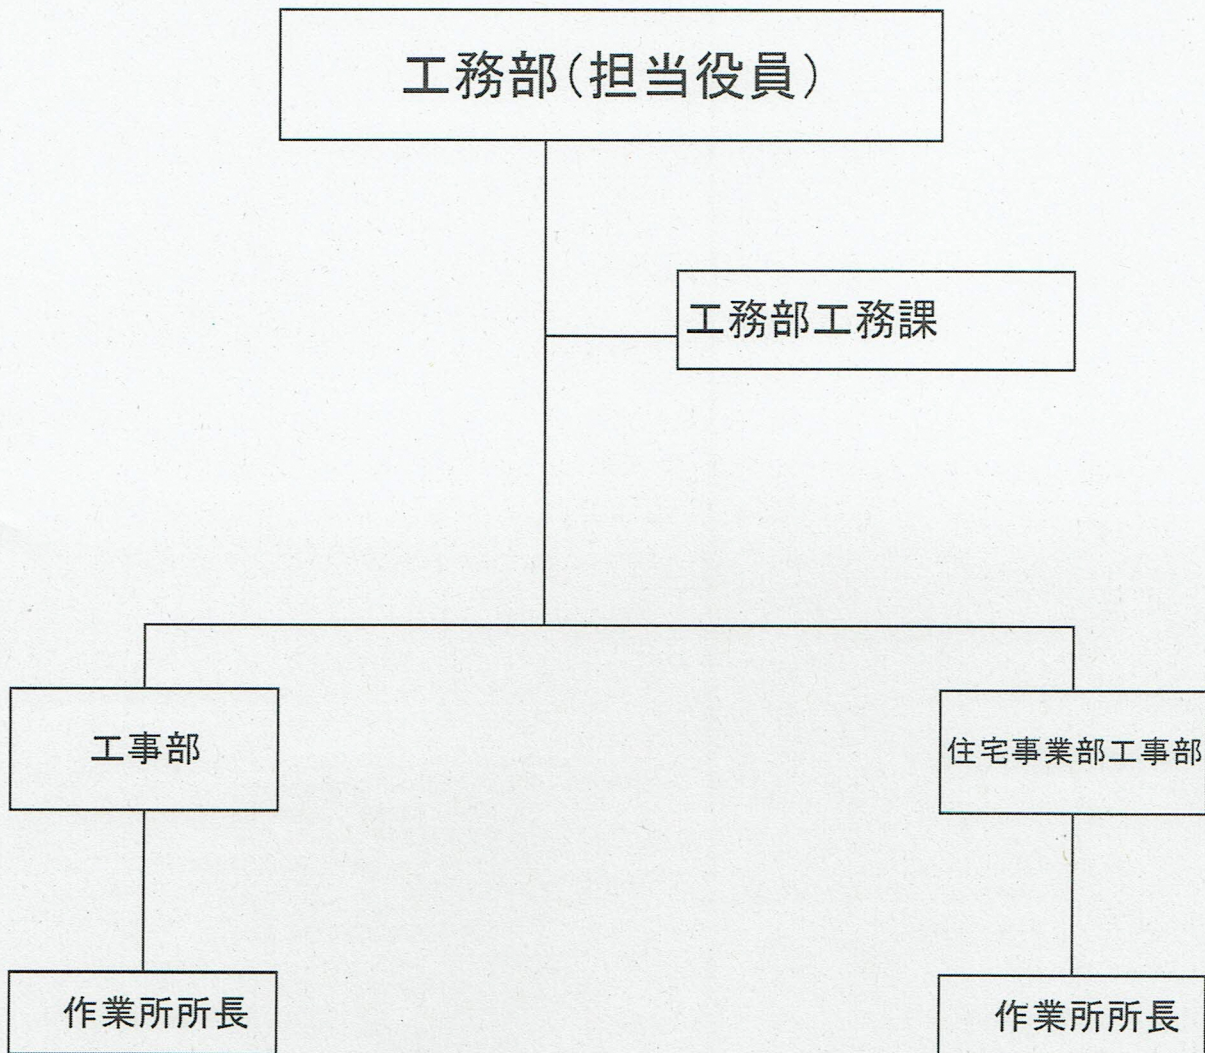 工務部(担当役員)
工務部工務課
工事部
住宅事業部工事部
作業所所長
作業所所長